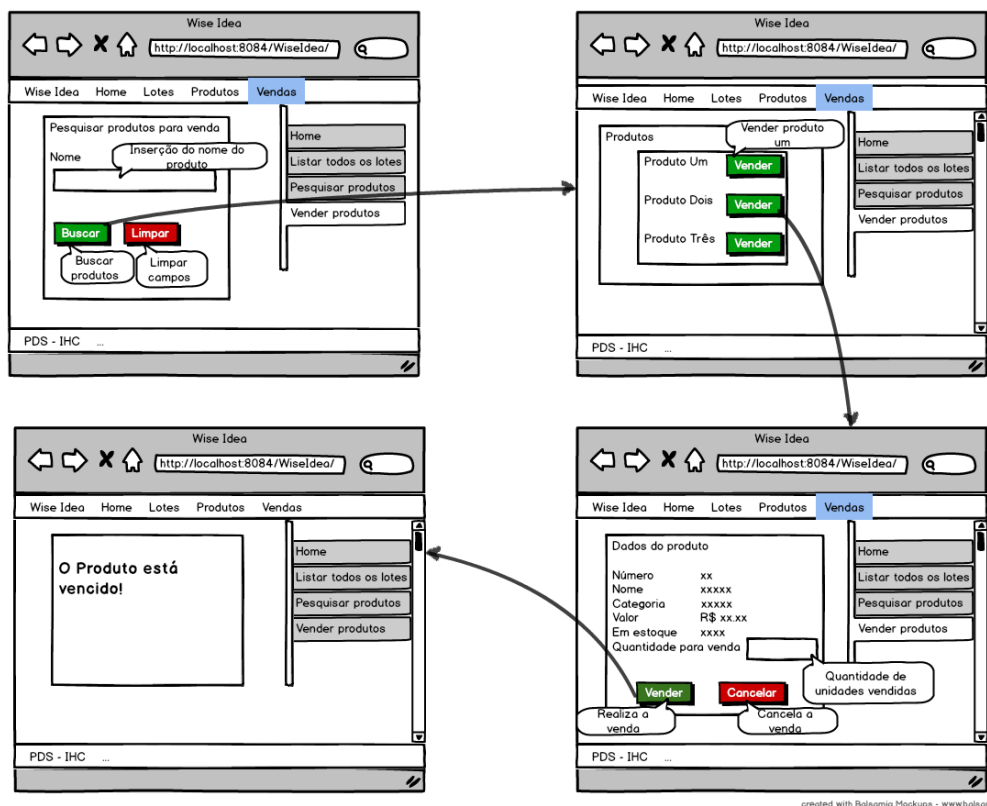 Wise Idea
http://localhost:8084/WiseIdea/
Wise Idea Home Lotes Produtos Vendas
Pesquisar produtos para venda
Nome
Inserção do nome do
produto
Buscar
Limpar
Buscar
produtos
Limpar
campos
Home
Listar todos os lotes
Pesquisar produtos
Vender produtos
PDS - IHC ...
Wise Idea
http://localhost:8084/WiseIdea/
Wise Idea Home Lotes Produtos Vendas
Produtos
Vender produto
um
Produto Um
Vender
Produto Dois
Vender
Produto Três
Vender
Home
Listar todos os lotes
Pesquisar produtos
Vender produtos
PDS - IHC ...
Wise Idea
http://localhost:8084/WiseIdea/
Wise Idea Home Lotes Produtos Vendas
O Produto está
vencido!
Home
Listar todos os lotes
Pesquisar produtos
Vender produtos
PDS - IHC ...
Wise Idea
http://localhost:8084/WiseIdea/
Wise Idea Home Lotes Produtos Vendas
Dados do produto
Número xx
Nome xxxxx
Categoria xxxxx
Valor R$ xx.xx
Em estoque xxxx
Quantidade para venda
Quantidade de
unidades vendidas
Vender
Cancelar
Realiza a
venda
Cancela a
venda
Home
Listar todos os lotes
Pesquisar produtos
Vender produtos
PDS - IHC ...
created with Balsamiq Mockups - www.balsa